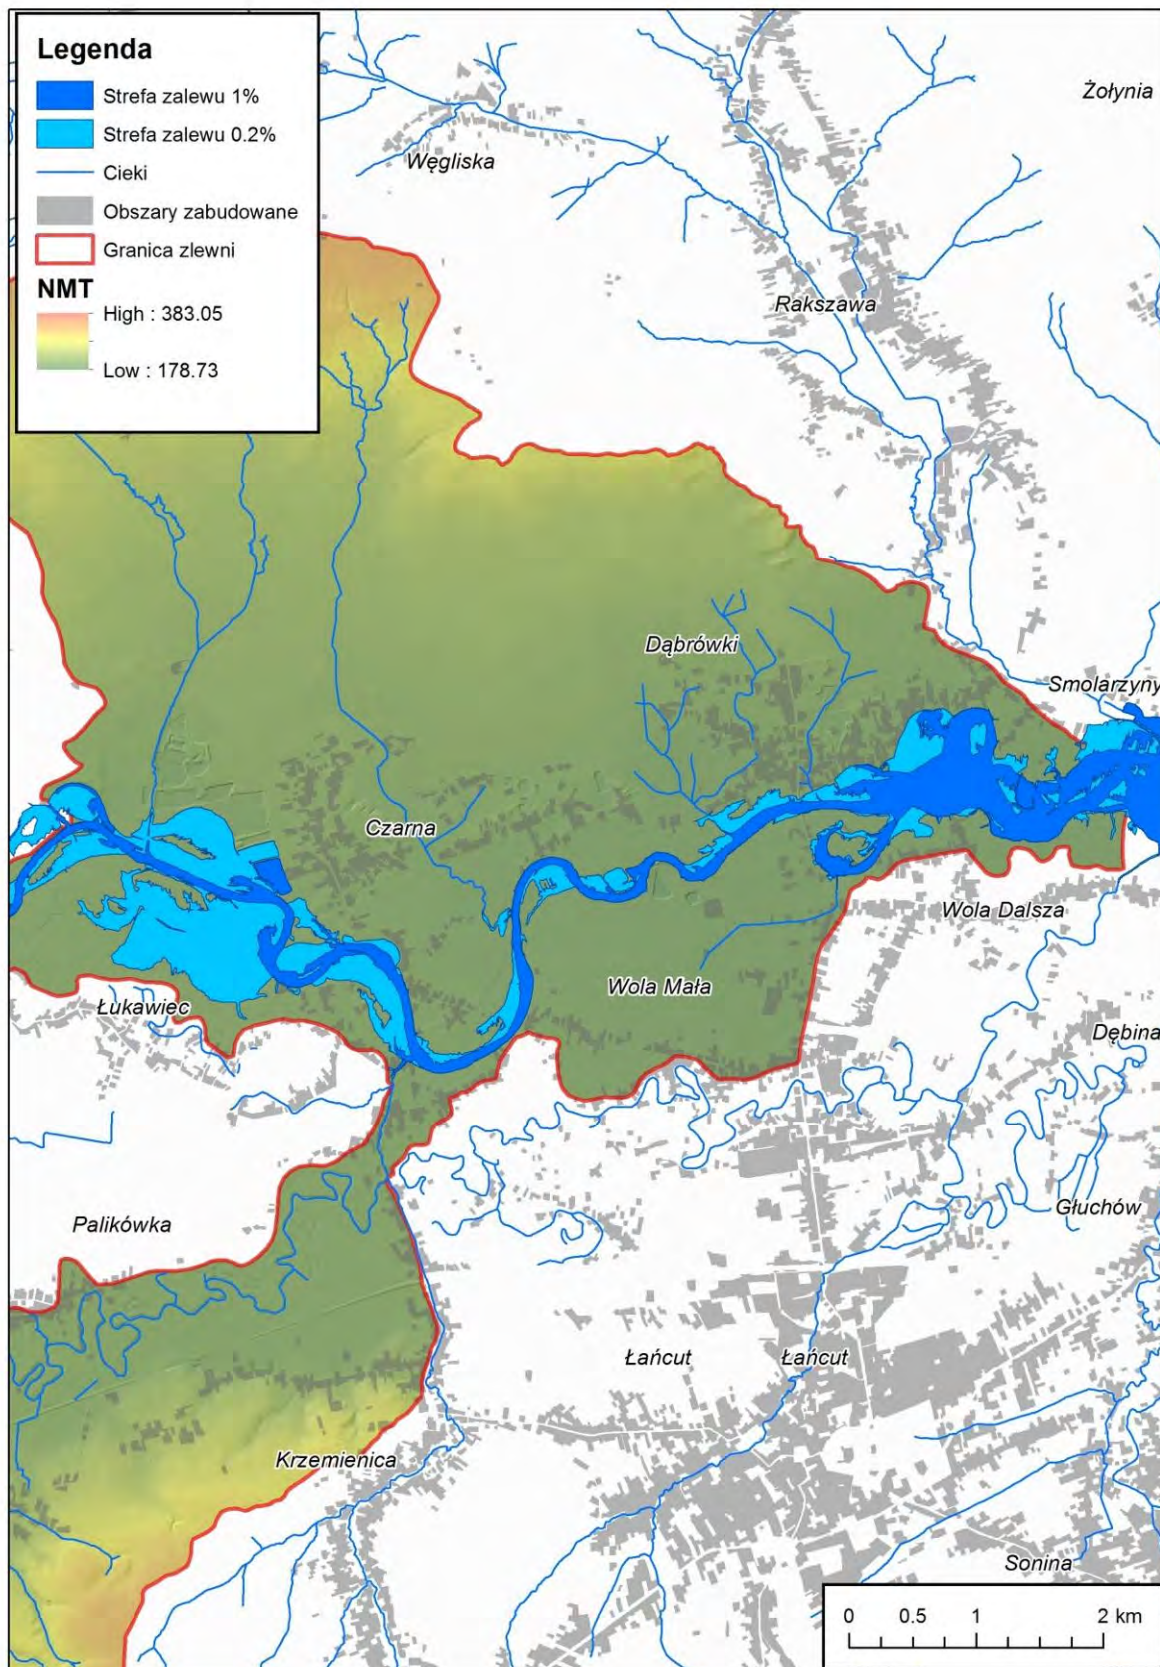 Legenda
Strefa zalewu 1%
Strefa zalewu 0.2%
Cieki
Obszary zabudowane
Granica zlewni
NMT
High : 383.05
Low : 178.73
Żołynia
Węgliska
Rakszawa
Dąbrówki
Smolarzyny
Czarna
Wola Dalsza
Wola Mała
Łukawiec
Dębina
Głuchów
Palikówka
Łańcut
Łańcut
Krzemienica
Sonina
0 0.5 1 2 km